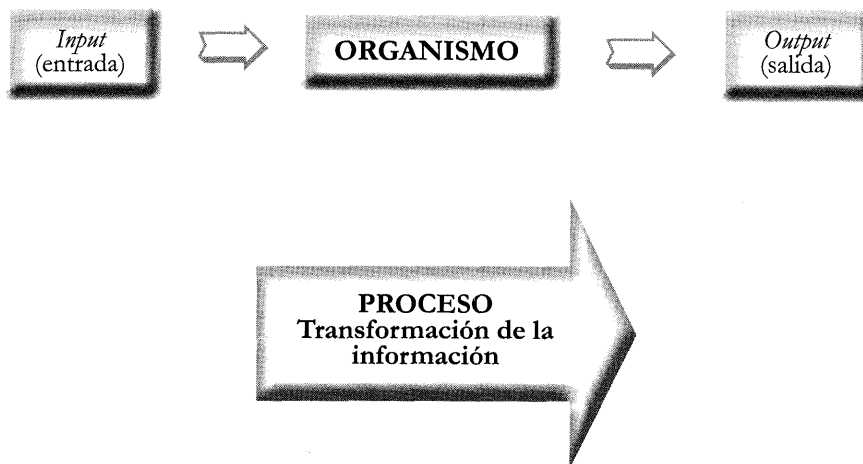 Input
(entrada)
ORGANISMO
Output
(salida)
PROCESO
Transformación de la
información